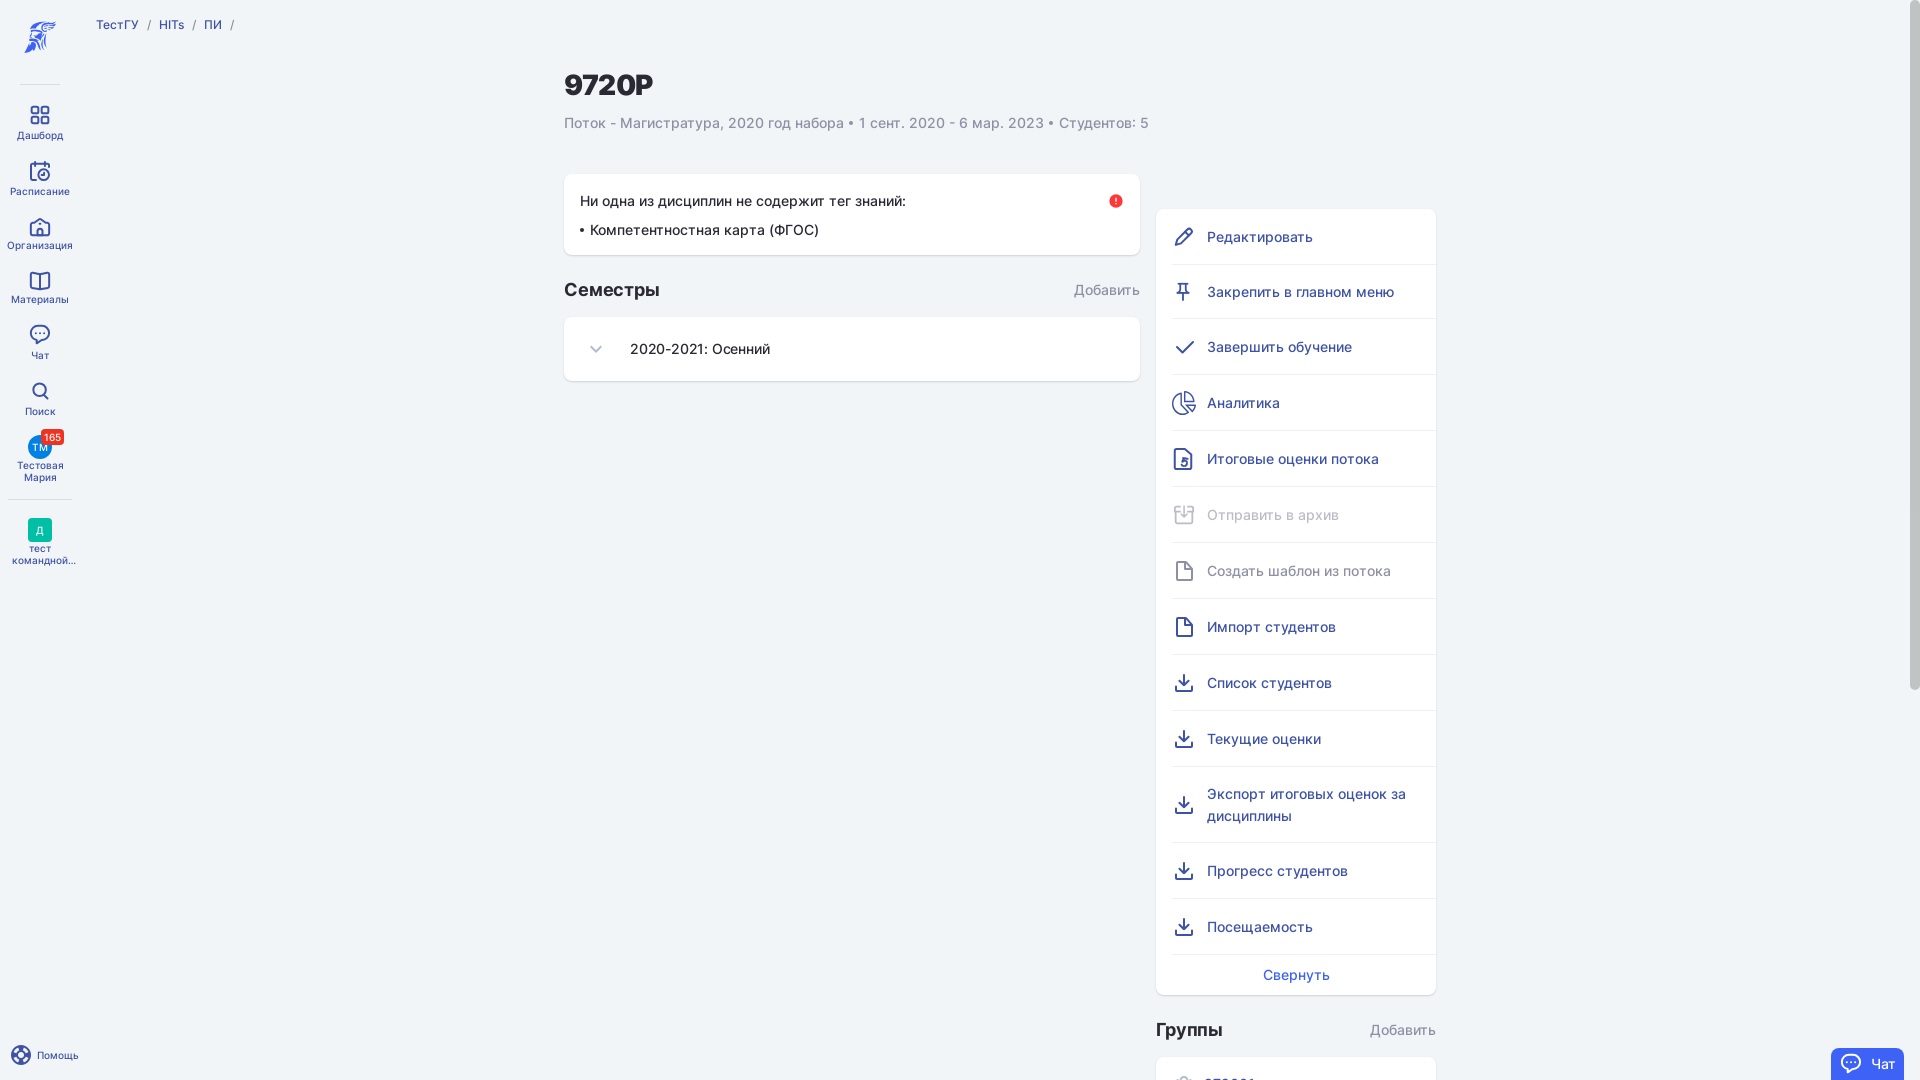 ТестГУ / HITs / ПИ /
Дашборд
Расписание
Организация
Материалы
Чат
Поиск
165
ТМ
Тестовая
Мария
Д
тест
командной...
Помощь
9720Р
Поток - Магистратура, 2020 год набора • 1 сент. 2020 - 6 мар. 2023 • Студентов: 5
Ни одна из дисциплин не содержит тег знаний:
• Компетентностная карта (ФГОС)
Семестры
Добавить
2020-2021: Осенний
Редактировать
Закрепить в главном меню
Завершить обучение
Аналитика
Итоговые оценки потока
Отправить в архив
Создать шаблон из потока
Импорт студентов
Список студентов
Текущие оценки
Экспорт итоговых оценок за
дисциплины
Прогресс студентов
Посещаемость
Свернуть
Группы
Добавить
Чат